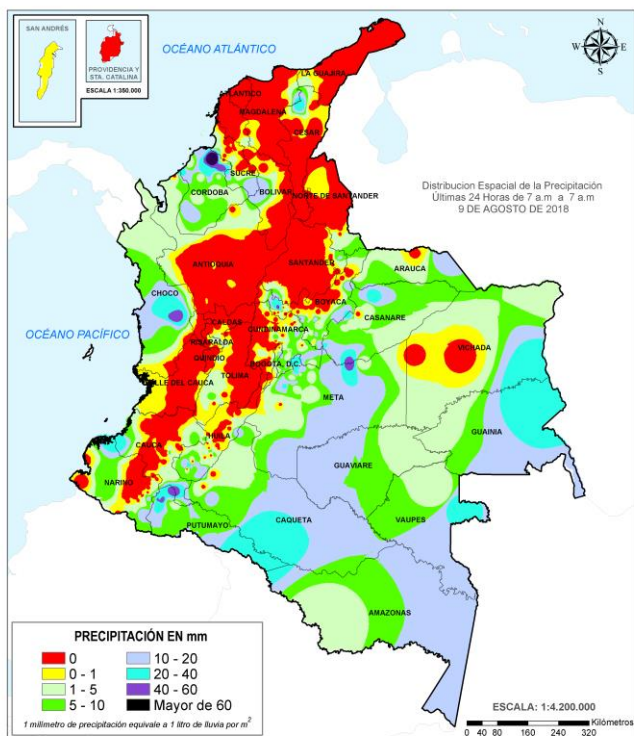 SAN ANDRÉS
PROVIDENCIA Y
STA. CATALINA
ESCALA 1:350.000
OCÉANO ATLÁNTICO
N
W E
S
LA GUAJIRA
ATLANTICO
MAGDALENA
CESAR
SUCRE
CORDOBA
BOLIVAR
NORTE DE SANTANDER
Distribucion Espacial de la Precipitación
Últimas 24 Horas de 7 a.m a 7 a.m
9 DE AGOSTO DE 2018
ANTIOQUIA
SANTANDER
ARAUCA
CHOCO
BOYACA
CASANARE
OCÉANO PACÍFICO
CALDAS
CUNDINAMARCA
RISARALDA
VICHADA
QUINDIO
BOGOTA, D.C.
VALLE DEL CAUCA
TOLIMA
META
GUAINIA
CAUCA
HUILA
GUAVIARE
NARIÑO
PUTUMAYO
CAQUETA
VAUPES
AMAZONAS
PRECIPITACIÓN EN mm
0 10 - 20
0 - 1 20 - 40
1 - 5 40 - 60
5 - 10 Mayor de 60
1 milimetro de precipitación equivale a 1 litro de lluvia por m2
ESCALA: 1:4.200.000
Kilómetros
0 40 80 160 240 320